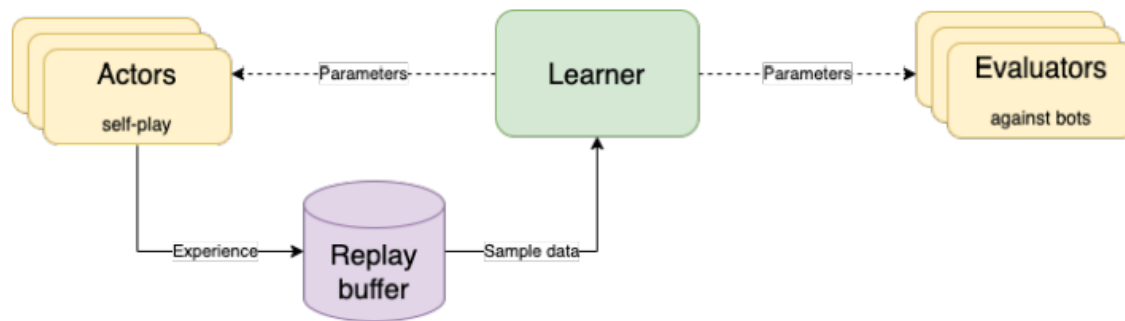 Actors
self-play
Parameters
Learner
Parameters
Evaluators
against bots
Experience
Replay
buffer
Sample data